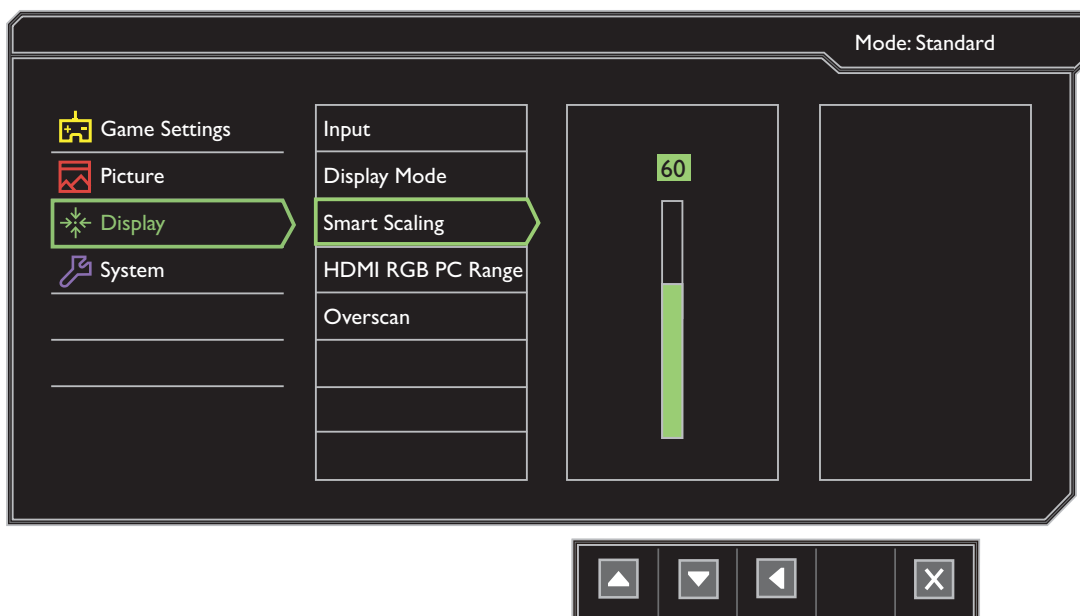 Mode: Standard
Game Settings
Picture
Display
System
Input
Display Mode
Smart Scaling
HDMI RGB PC Range
Overscan
60